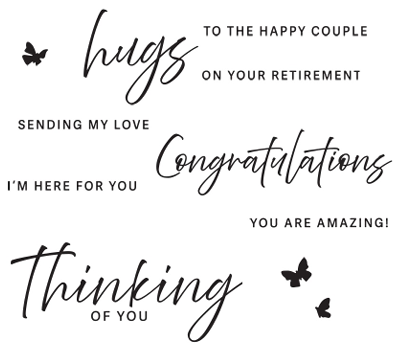 hugs
TO THE HAPPY COUPLE
ON YOUR RETIREMENT
SENDING MY LOVE
Congratulations
I'M HERE FOR YOU
YOU ARE AMAZING!
Thinking
OF YOU